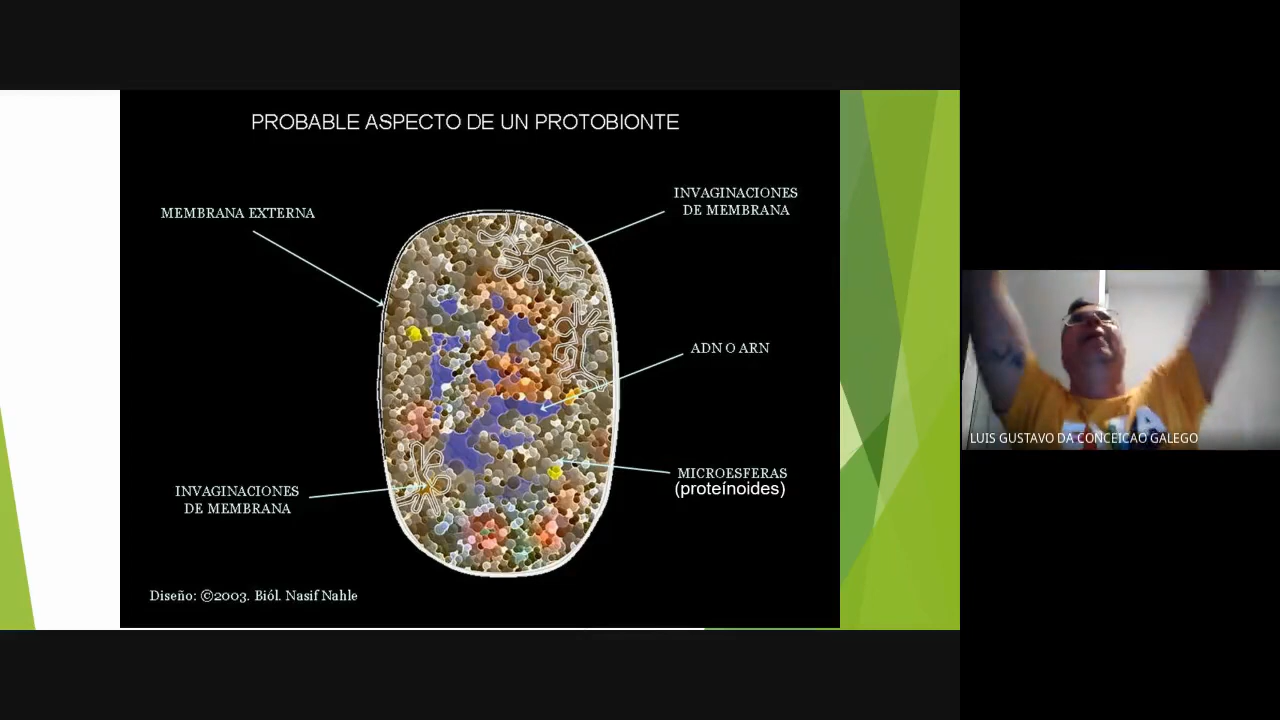 PROBABLE ASPECTO DE UN PROTOBIONTE
INVAGINACIONES
DE MEMBRANA
MEMBRANA EXTERNA
ADN O ARN
MICROESFERAS
(proteínoides)
INVAGINACIONES
DE MEMBRANA
Diseño: ©2003. Biól. Nasif Nahle
LUIS GUSTAVO DA CONCEICAO GALEGO